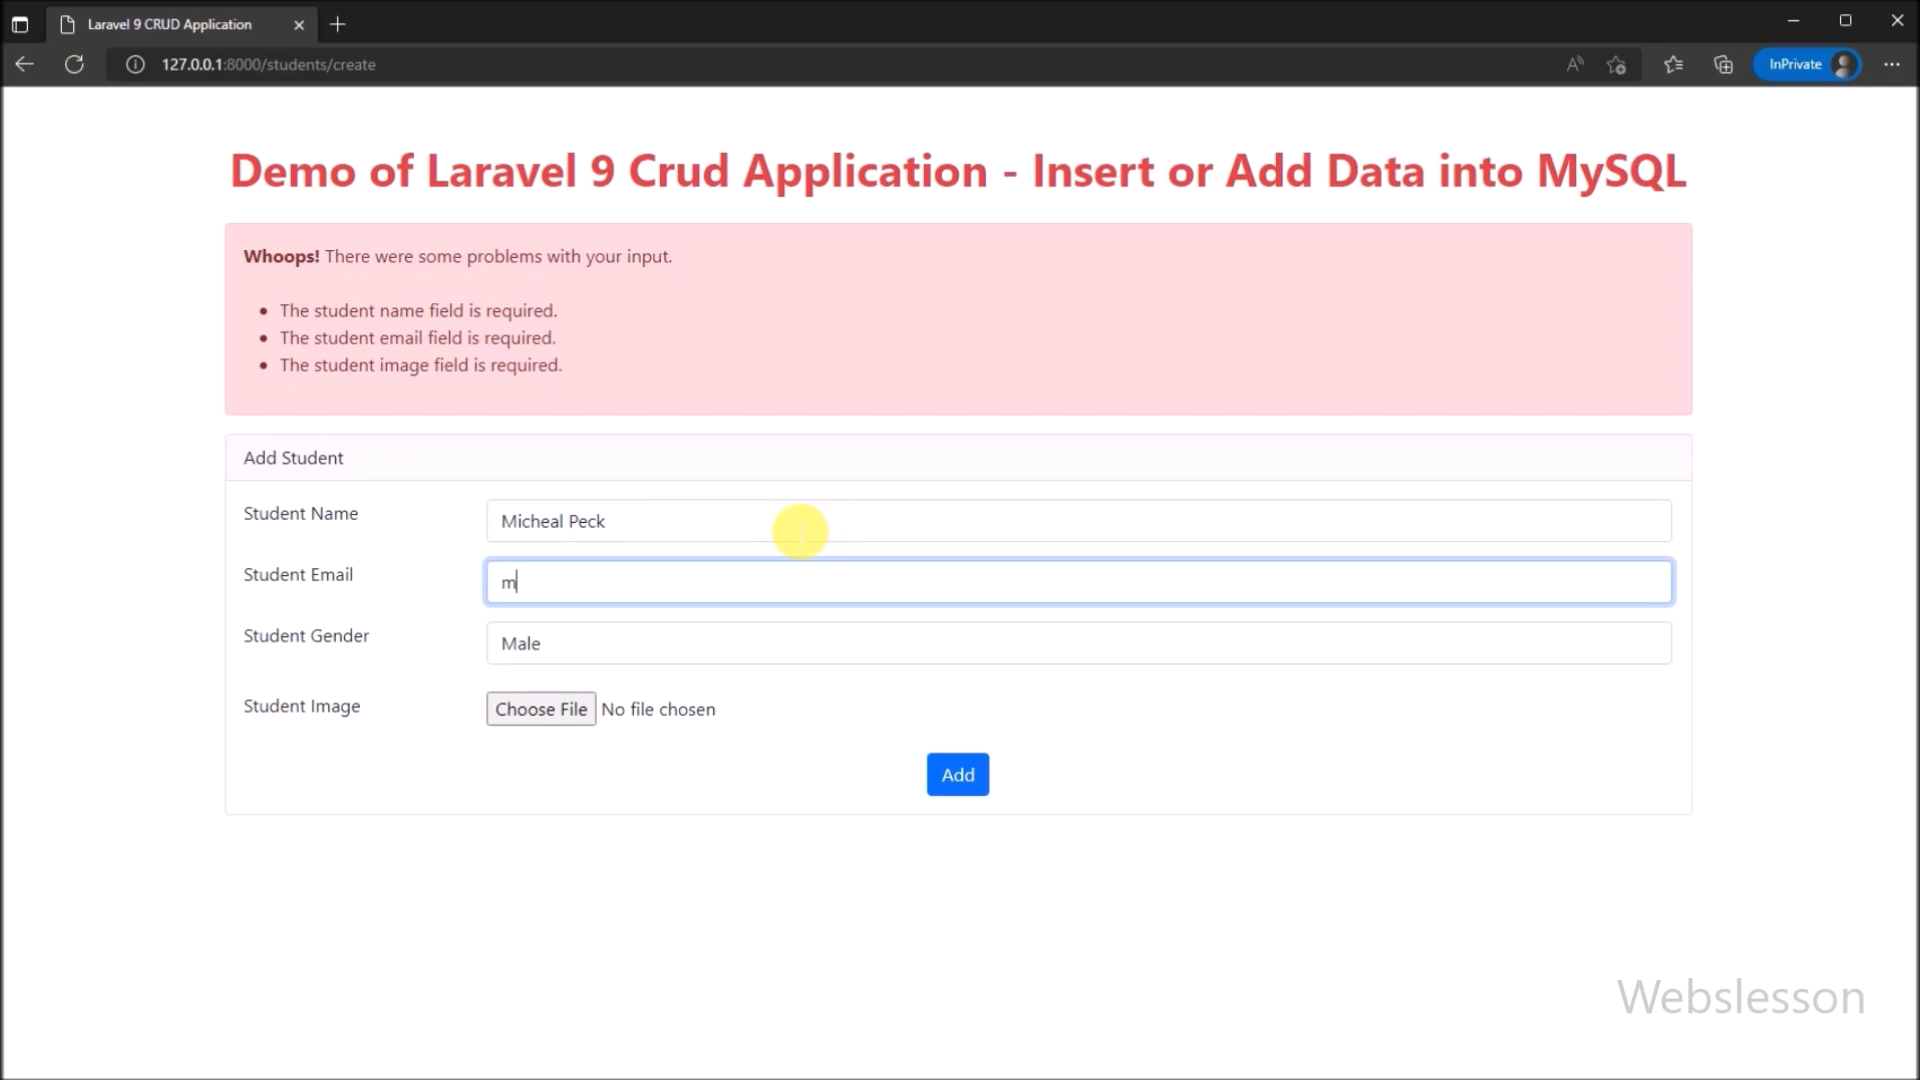 Laravel 9 CRUD Application
127.0.0.1:8000/students/create
InPrivate
Demo of Laravel 9 Crud Application - Insert or Add Data into MySQL
Whoops! There were some problems with your input.
• The student name field is required.
• The student email field is required.
• The student image field is required.
Add Student
Student Name
Micheal Peck
Student Email
m
Student Gender
Male
Student Image
Choose File No file chosen
Add
Webslesson